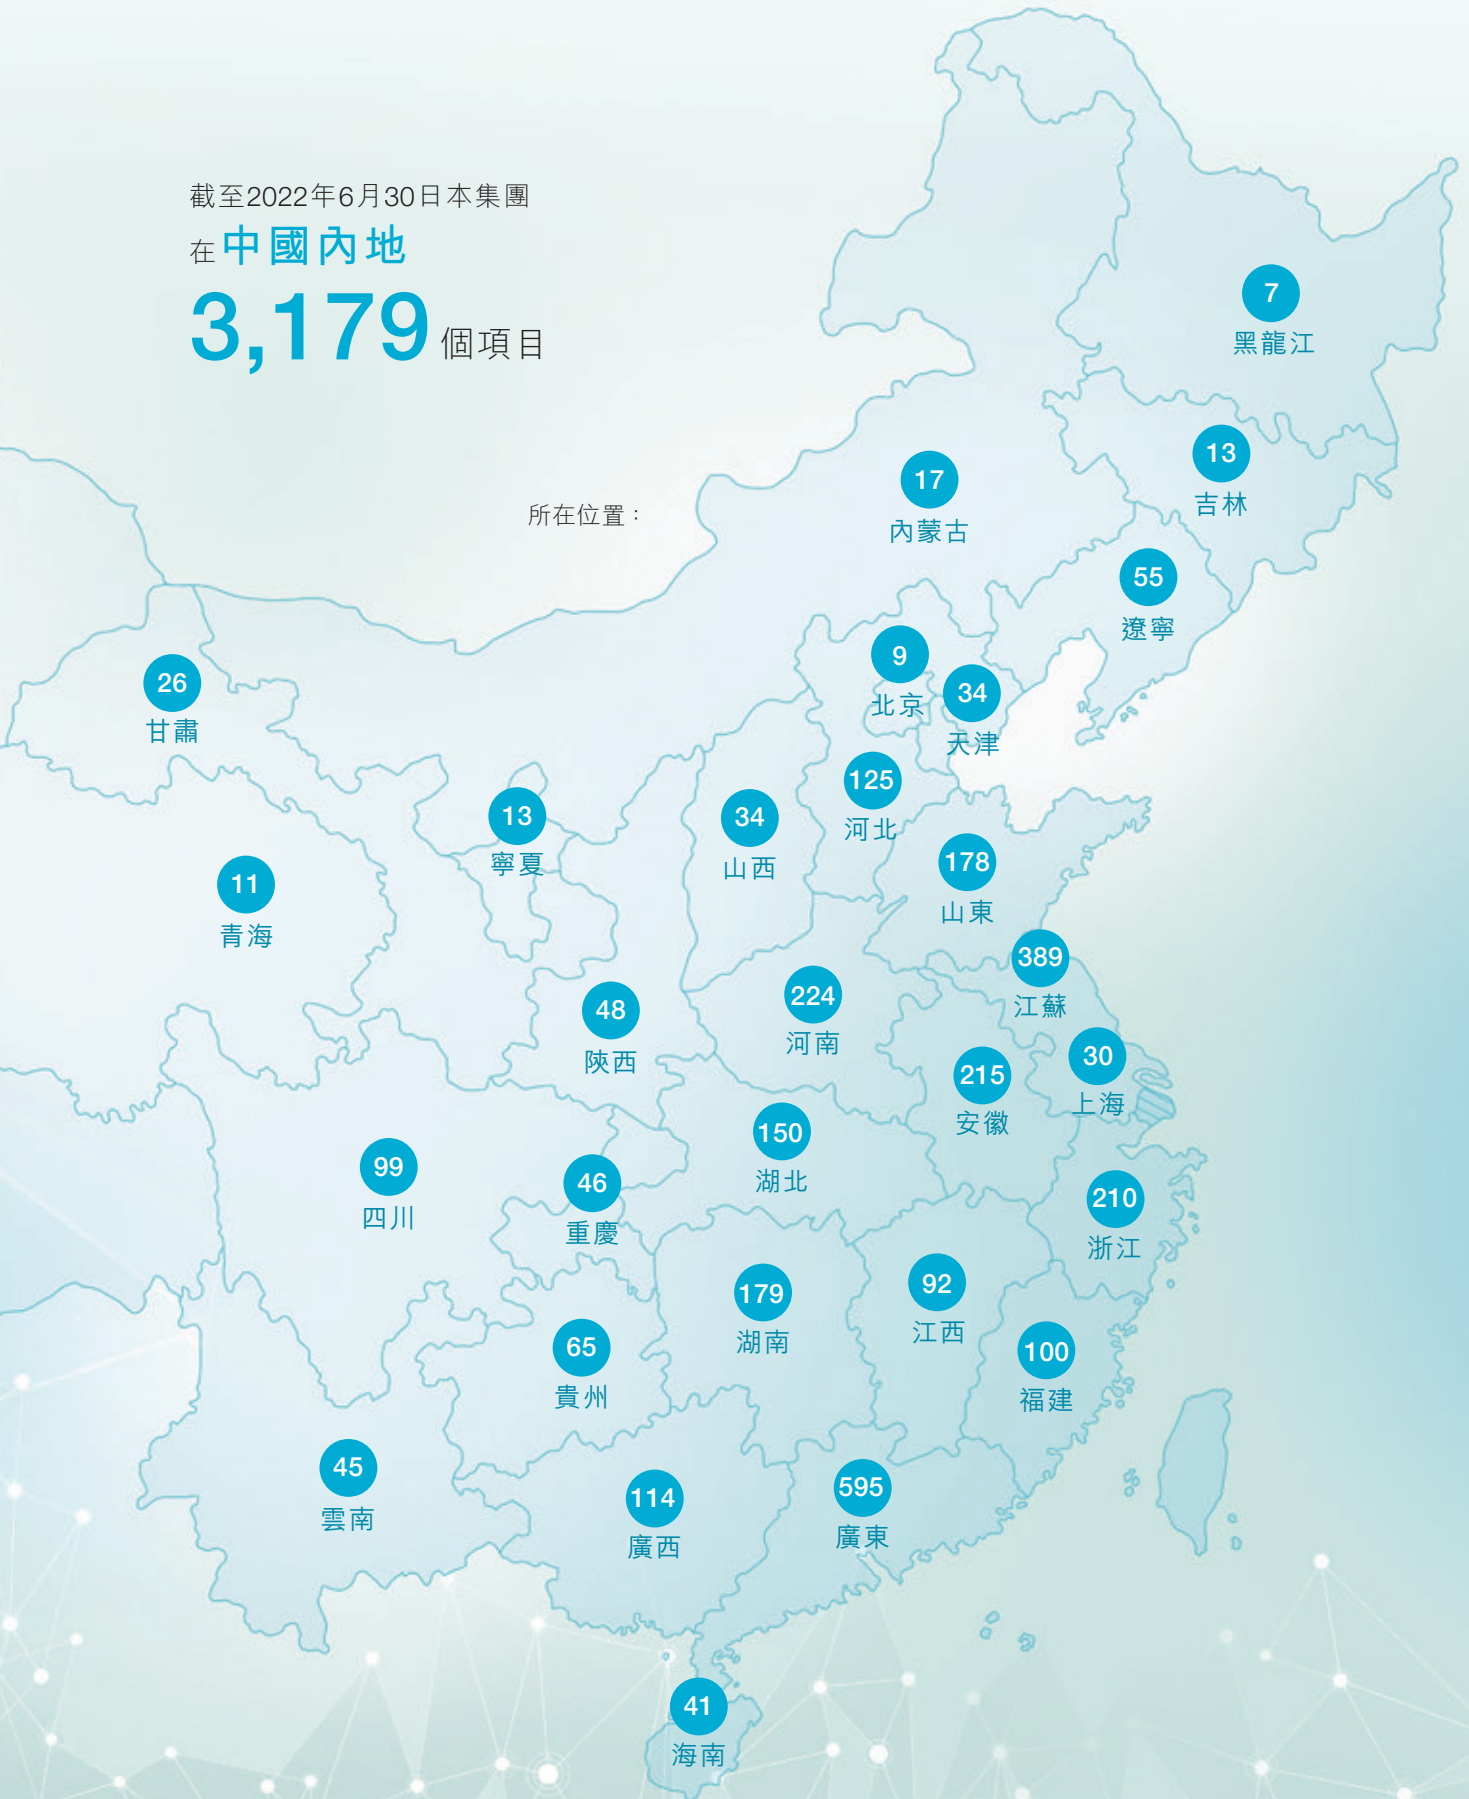 截至2022年6月30日本集團
在中國內地
3,179個項目
7
黑龍江
13
吉林
17
內蒙古
所在位置：
55
遼寧
9
北京
34
天津
26
甘肅
125
河北
13
寧夏
34
山西
178
山東
11
青海
389
江蘇
224
河南
48
陝西
30
上海
215
安徽
150
湖北
99
四川
46
重慶
210
浙江
179
湖南
92
江西
65
貴州
100
福建
45
雲南
114
廣西
595
廣東
41
海南